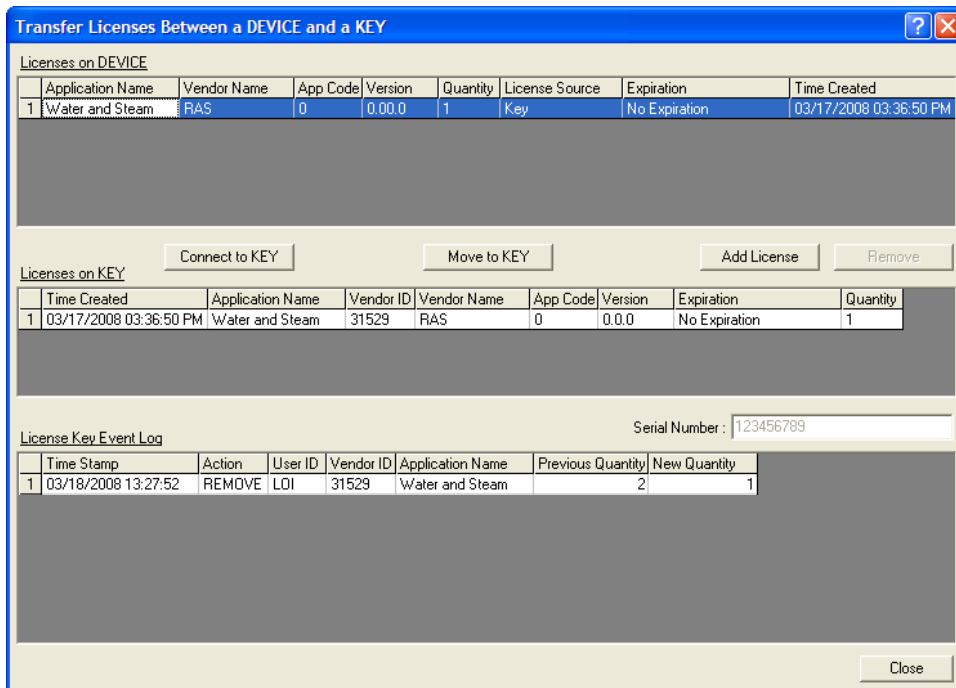 Transfer Licenses Between a DEVICE and a KEY
Licenses on DEVICE
Application Name Vendor Name App Code Version Quantity License Source Expiration Time Created
1 Water and Steam RAS 0 0.00.0 1 Key No Expiration 03/17/2008 03:36:50 PM
Connect to KEY Move to KEY Add License Remove
Licenses on KEY
Time Created Application Name Vendor ID Vendor Name App Code Version Expiration Quantity
1 03/17/2008 03:36:50 PM Water and Steam 31529 RAS 0 0.0.0 No Expiration 1
Serial Number : 123456789
License Key Event Log
Time Stamp Action User ID Vendor ID Application Name Previous Quantity New Quantity
1 03/18/2008 13:27:52 REMOVE LOI 31529 Water and Steam 2 1
Close